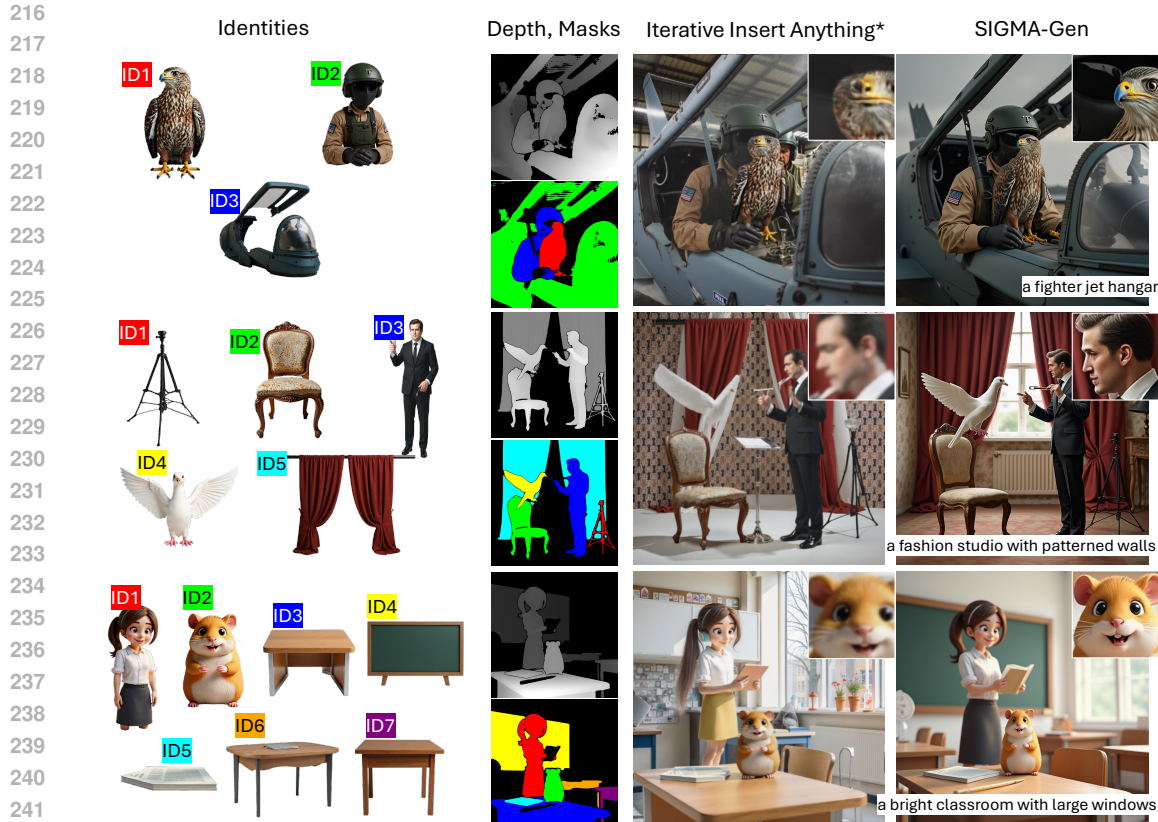 216
217
218
219
220
221
222
223
224
225
226
227
228
229
230
231
232
233
234
235
236
237
238
239
240
241
Identities
Depth, Masks
Iterative Insert Anything*
SIGMA-Gen
ID1
ID2
ID3
a fighter jet hangar
ID1
ID2
ID3
ID4
ID5
a fashion studio with patterned walls
ID1
ID2
ID3
ID4
ID5
ID6
ID7
a bright classroom with large windows